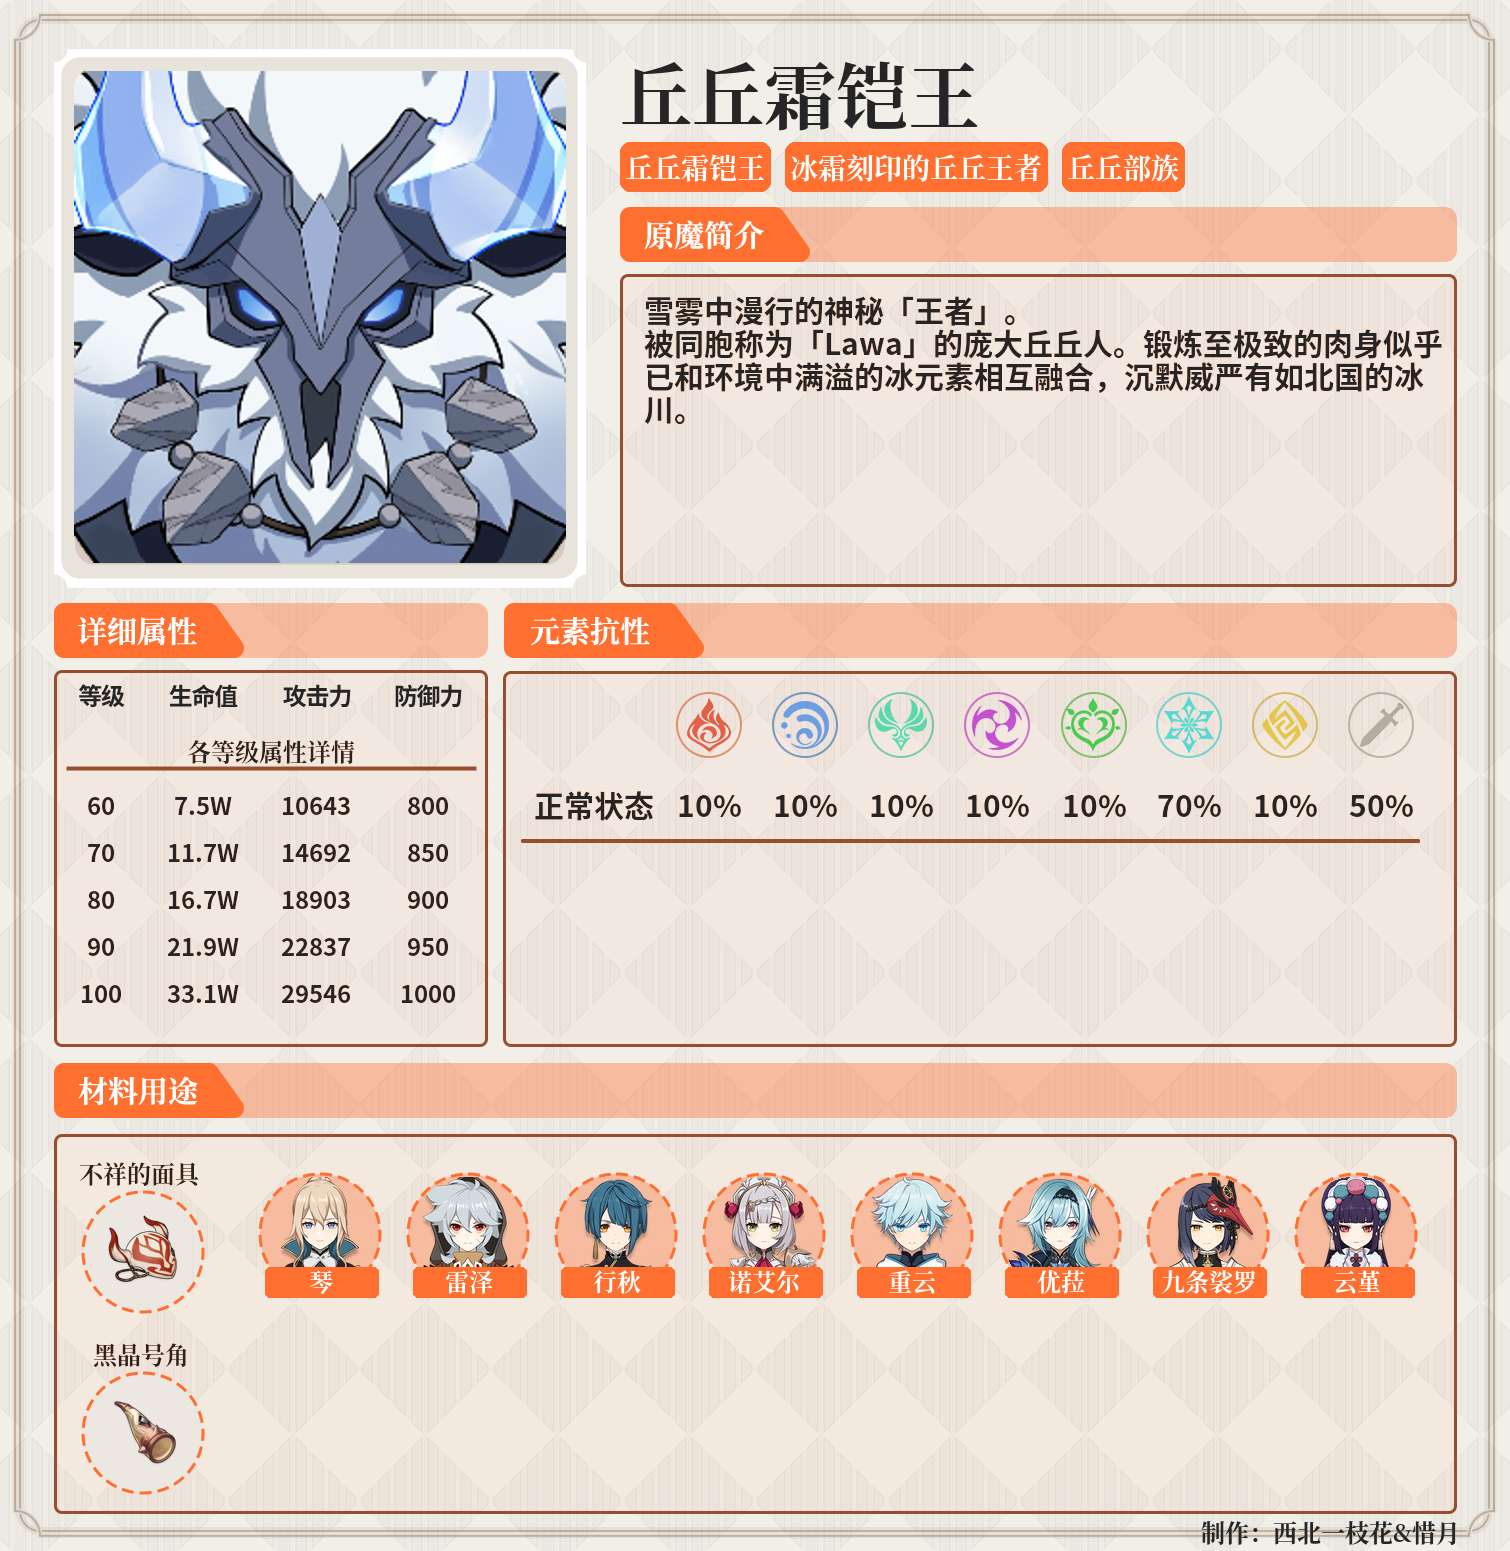 丘丘霜铠王
丘丘霜铠王 冰霜刻印的丘丘王者 丘丘部族
原魔简介
雪雾中漫行的神秘「王者」。
被同胞称为「Lawa」的庞大丘丘人。锻炼至极致的肉身似乎
已和环境中满溢的冰元素相互融合，沉默威严有如北国的冰
川。
详细属性
等级 生命值 攻击力 防御力
各等级属性详情
60 7.5W 10643 800
70 11.7W 14692 850
80 16.7W 18903 900
90 21.9W 22837 950
100 33.1W 29546 1000
元素抗性
正常状态 10% 10% 10% 10% 10% 70% 10% 50%
材料用途
不祥的面具
琴 雷泽 行秋 诺艾尔 重云 优菈 九条裟罗 云堇
黑晶号角
制作：西北一枝花&惜月